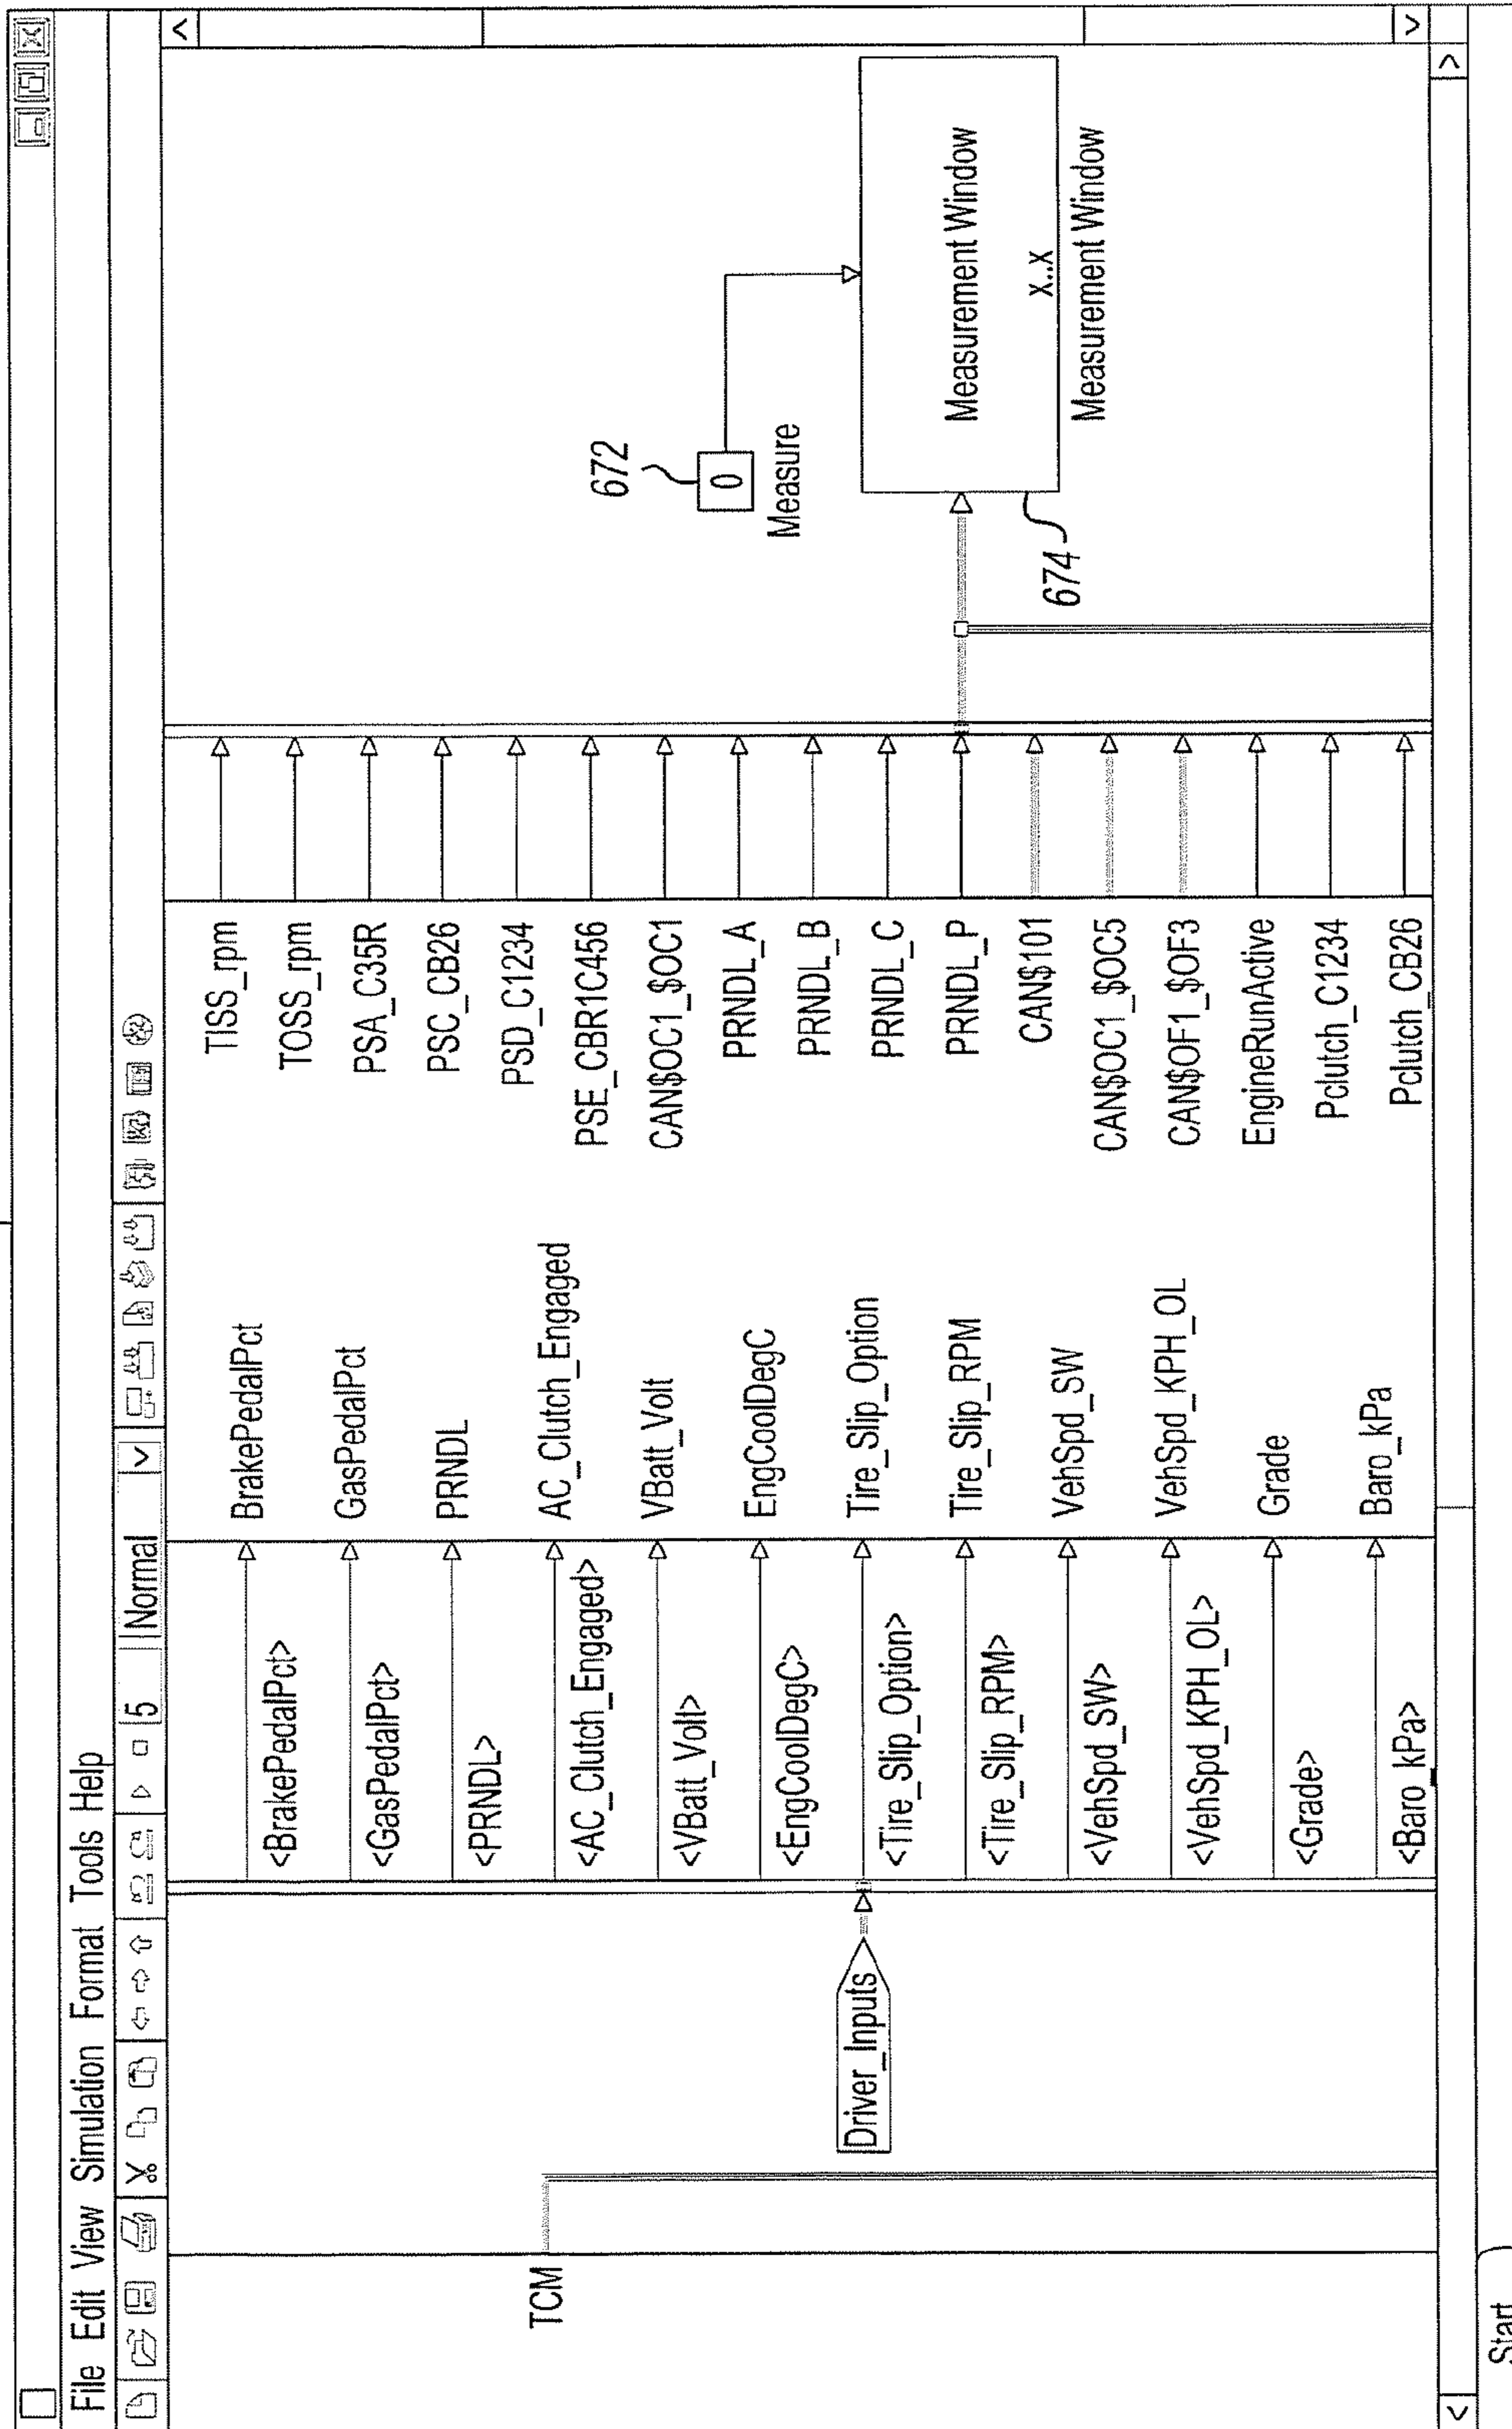 File Edit View Simulation Format Tools Help
5 Normal
TCM
Driver_Inputs
<BrakePedalPct>
<GasPedalPct>
<PRNDL>
<AC_Clutch_Engaged>
<VBatt_Volt>
<EngCoolDegC>
<Tire_Slip_Option>
<Tire_Slip_RPM>
<VehSpd_SW>
<VehSpd_KPH_OL>
<Grade>
<Baro_kPa>
BrakePedalPct
GasPedalPct
PRNDL
AC_Clutch_Engaged
VBatt_Volt
EngCoolDegC
Tire_Slip_Option
Tire_Slip_RPM
VehSpd_SW
VehSpd_KPH_OL
Grade
Baro_kPa
TISS_rpm
TOSS_rpm
PSA_C35R
PSC_CB26
PSD_C1234
PSE_CBR1C456
CAN$OC1_$OC1
PRNDL_A
PRNDL_B
PRNDL_C
PRNDL_P
CAN$101
CAN$OC1_$OC5
CAN$OF1_$OF3
EngineRunActive
Pclutch_C1234
Pclutch_CB26
672
0
Measure
Measurement Window
X..X
Measurement Window
674
Start